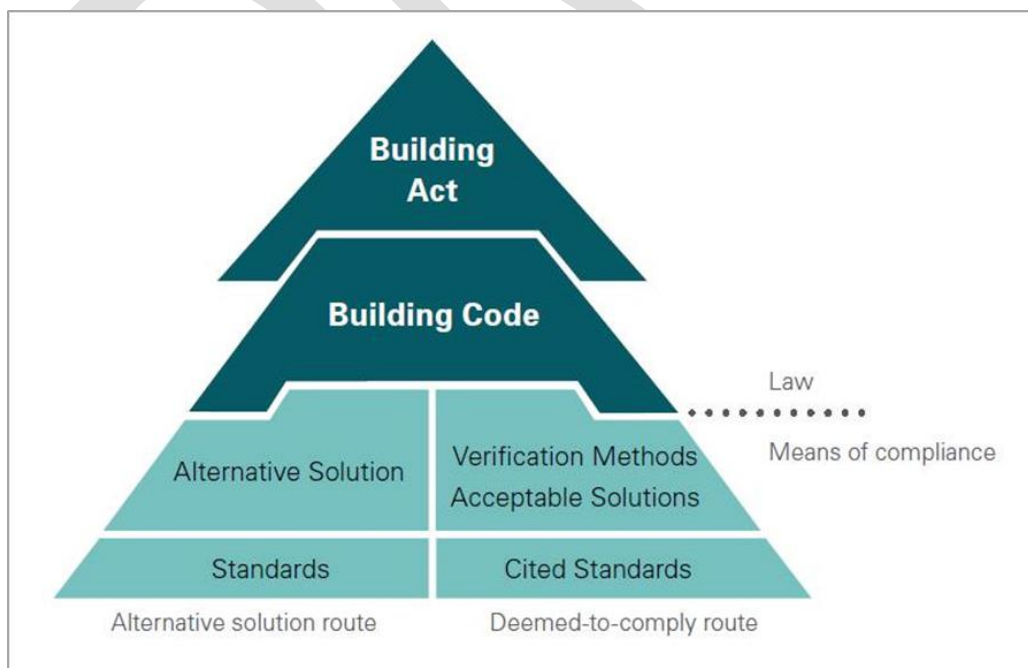 Building
Act
Building Code
Law
Means of compliance
Alternative Solution
Verification Methods
Acceptable Solutions
Standards
Cited Standards
Alternative solution route
Deemed-to-comply route